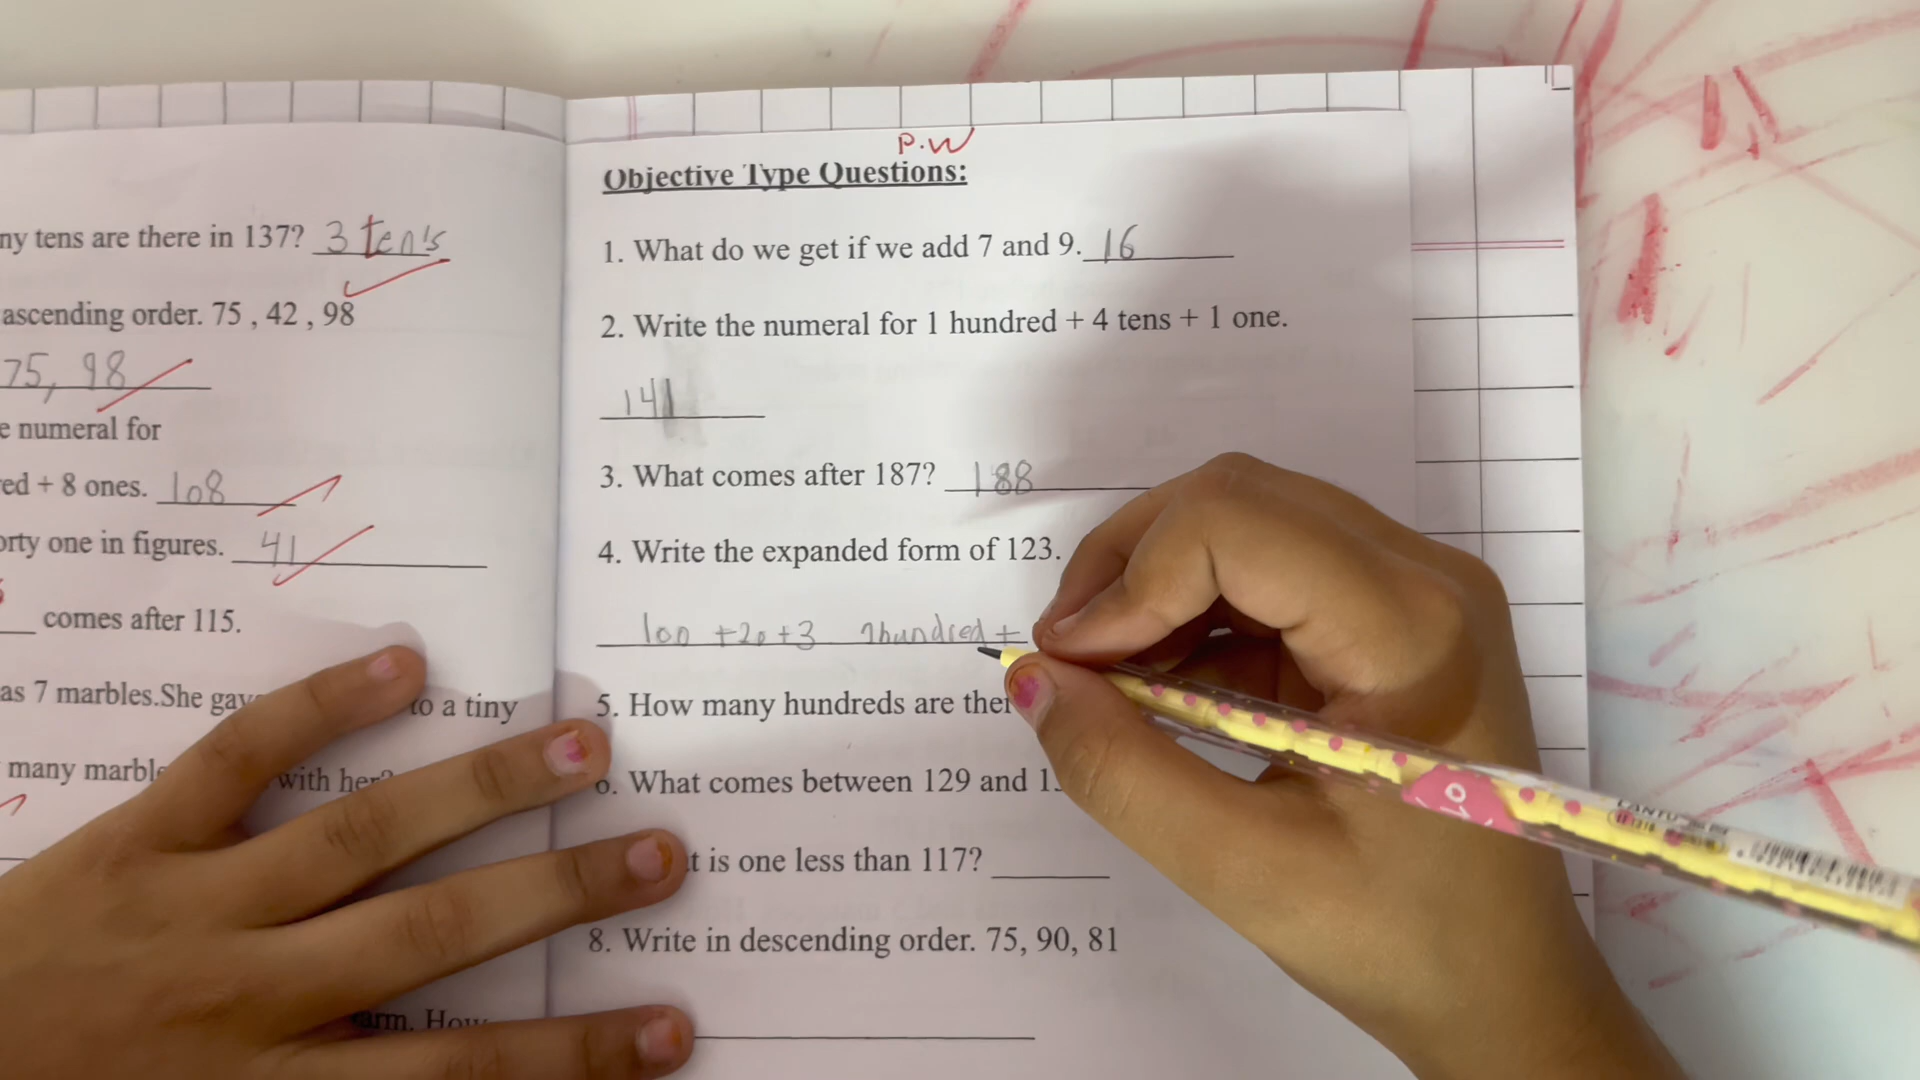 ny tens are there in 137? 3 ten's
ascending order. 75 , 42 , 98
75, 98
e numeral for
ed + 8 ones. 108
orty one in figures. 41
comes after 115.
as 7 marbles.She gav to a tiny
many marbl with her?
arm. How
P.W
Objective Type Questions:
1. What do we get if we add 7 and 9. 16
2. Write the numeral for 1 hundred + 4 tens + 1 one.
141
3. What comes after 187? 188
4. Write the expanded form of 123.
100 +20+3 1hundred +
5. How many hundreds are ther
6. What comes between 129 and 1
t is one less than 117?
8. Write in descending order. 75, 90, 81